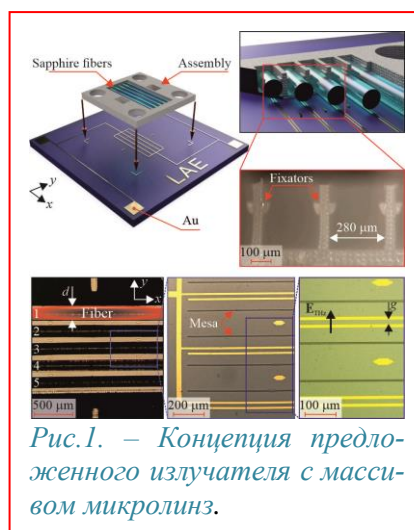 Sapphire fibers
Assembly
y
x
LAE
Au
Fixators
280 μm
100 μm
d
y
x
Fiber
1
2
3
4
5
500 μm
Mesa
200 μm
E_THz
g
100 μm
Рис.1. – Концепция предло-
женного излучателя с масси-
вом микролинз.